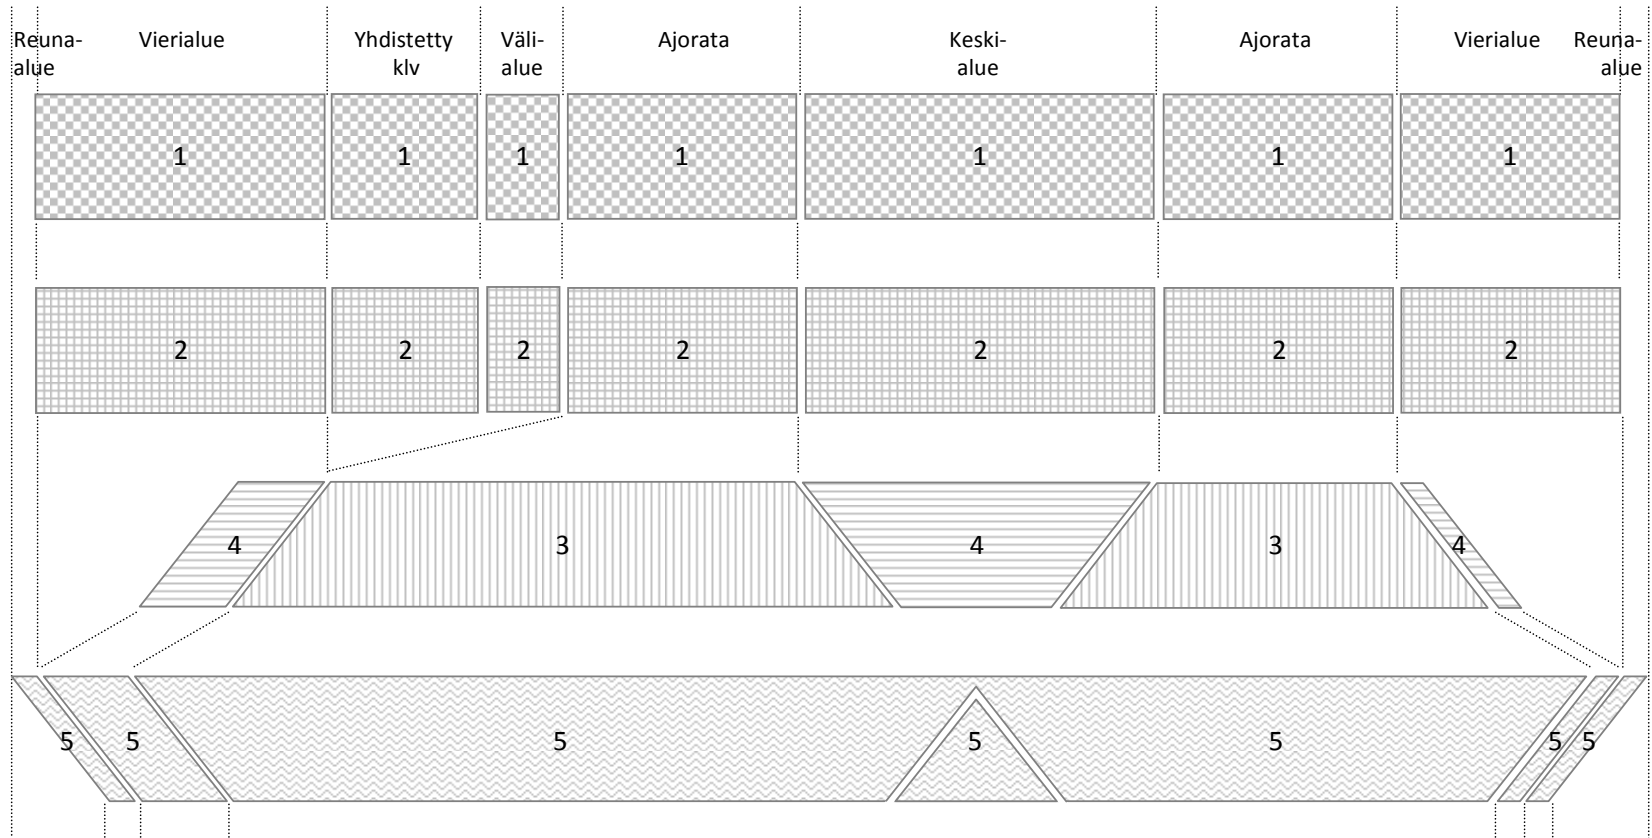 Reuna-
alue
Vierialue
Yhdistetty
klv
Väli-
alue
Ajorata
Keski-
alue
Ajorata
Vierialue
Reuna-
alue
1 1 1 1 1 1 1
2 2 2 2 2 2 2
4 3 4 3 4
5 5 5 5 5 5 5